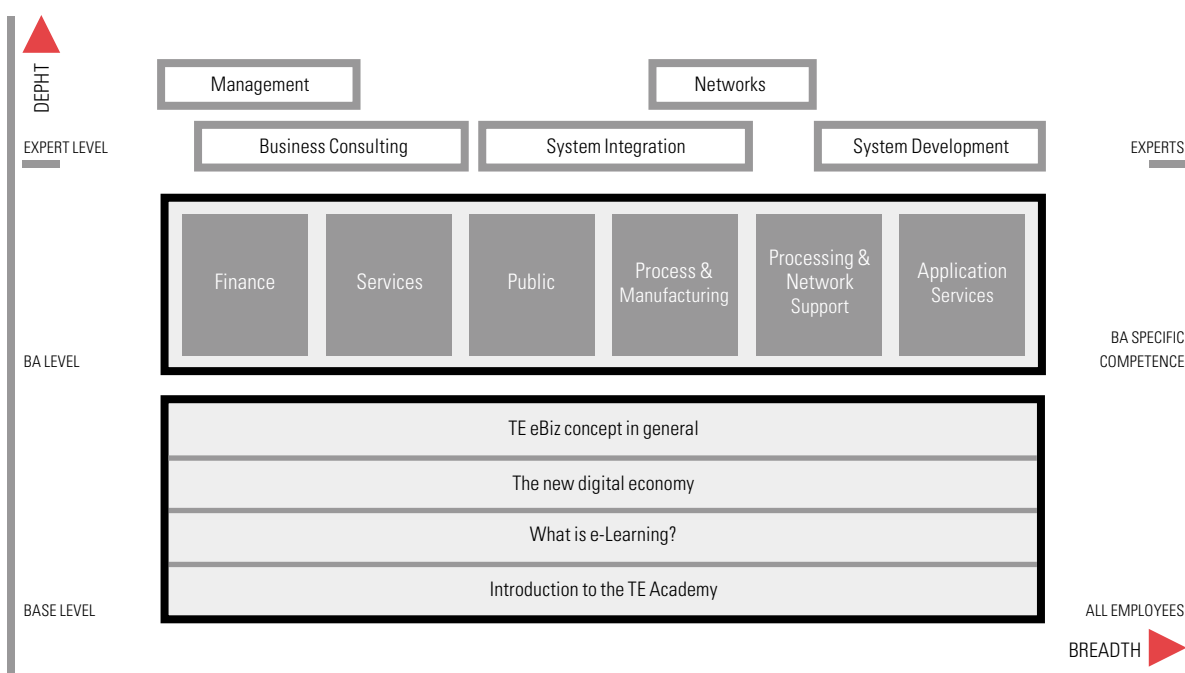 DEPHT
Management
Networks
EXPERT LEVEL
Business Consulting
System Integration
System Development
EXPERTS
Finance
Services
Public
Process &
Manufacturing
Processing &
Network
Support
Application
Services
BA LEVEL
BA SPECIFIC
COMPETENCE
TE eBiz concept in general
The new digital economy
What is e-Learning?
Introduction to the TE Academy
BASE LEVEL
ALL EMPLOYEES
BREADTH